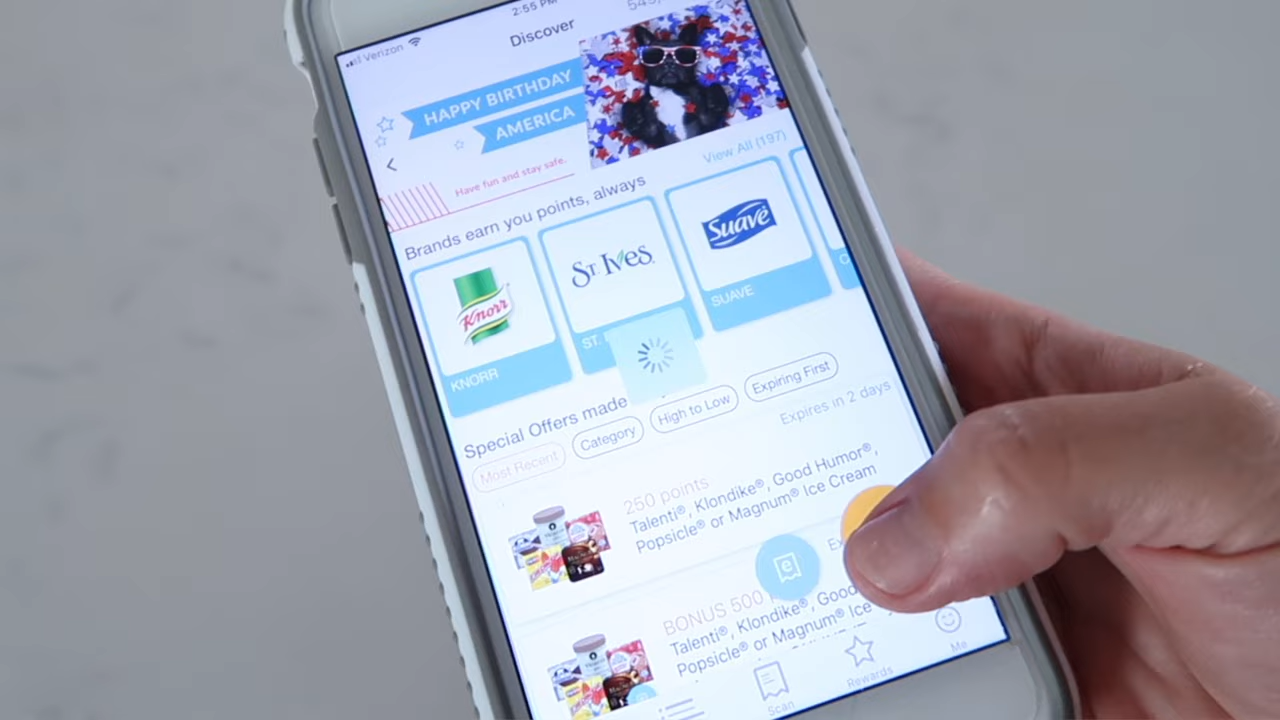 Verizon
2:55 PM
Discover
HAPPY BIRTHDAY
AMERICA
Have fun and stay safe.
Brands earn you points, always
View All (197)
Knorr
KNORR
St. Ives.
ST.
Suave
SUAVE
Special Offers made
Most Recent
Category
High to Low
Expiring First
Expires in 2 days
250 points
Talenti®, Klondike®, Good Humor®,
Popsicle® or Magnum® Ice Cream
e
BONUS 500
Talenti®, Klondike®, Good
Popsicle® or Magnum® Ice
Scan
Rewards
Me